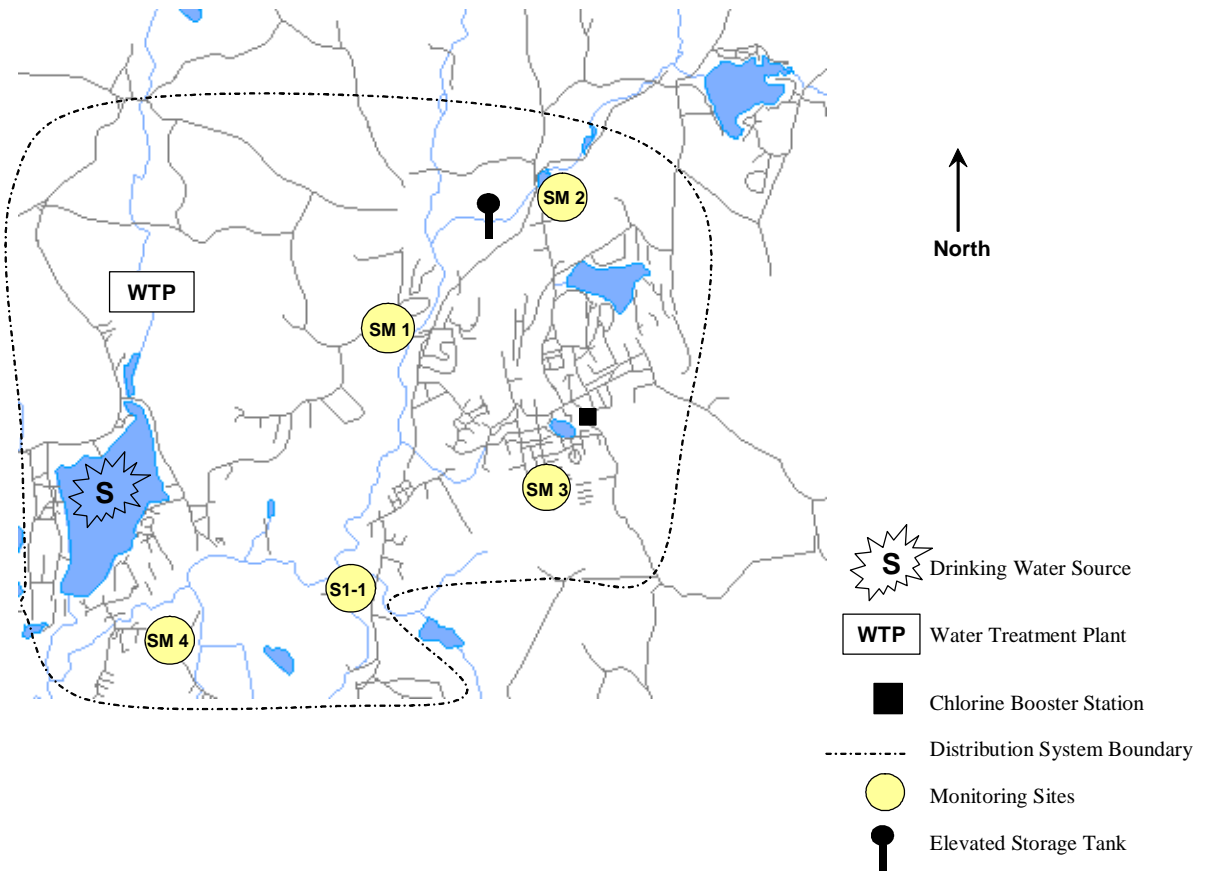 SM 2
North
WTP
SM 1
S
SM 3
S1-1
SM 4
S Drinking Water Source
WTP Water Treatment Plant
Chlorine Booster Station
Distribution System Boundary
Monitoring Sites
Elevated Storage Tank